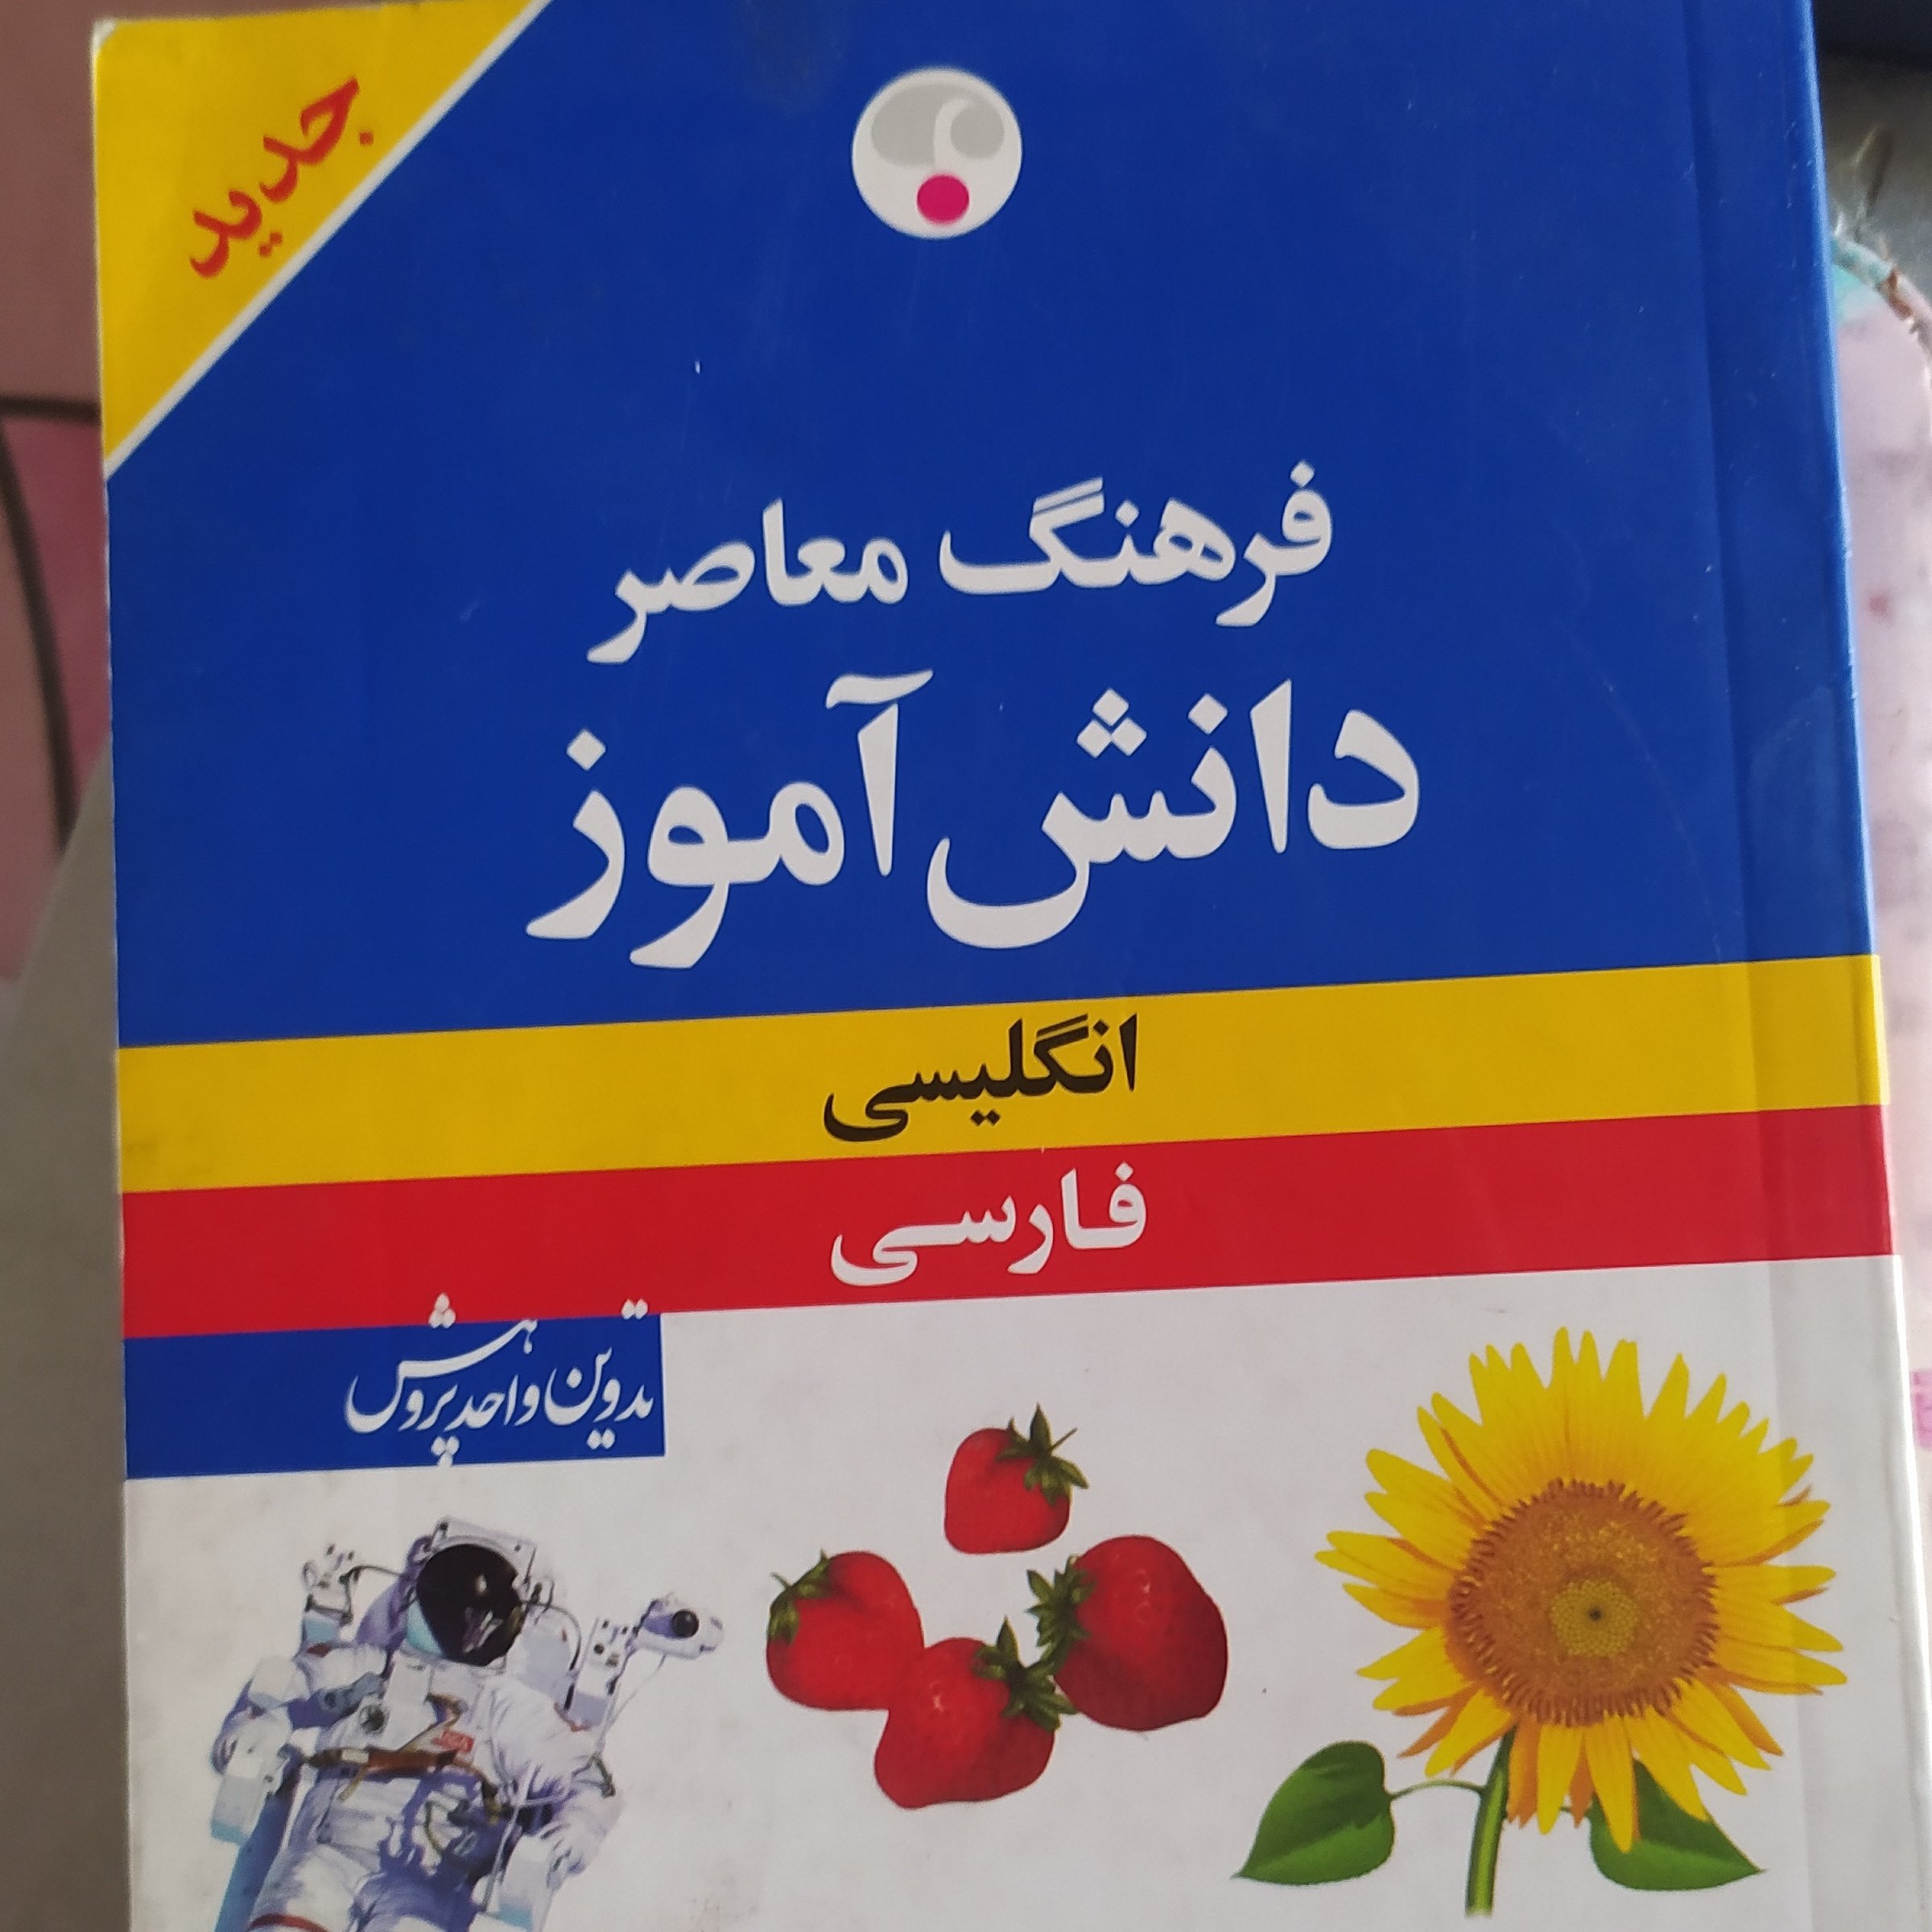 جدید
فرهنگ معاصر
دانش آموز
انگلیسی
فارسی
تدوین واحد پژوهش